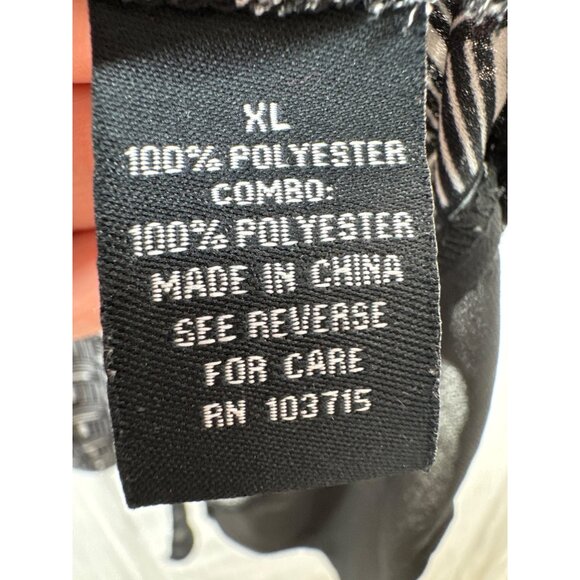 XL
100% POLYESTER
COMBO:
100% POLYESTER
MADE IN CHINA
SEE REVERSE
FOR CARE
RN 103715